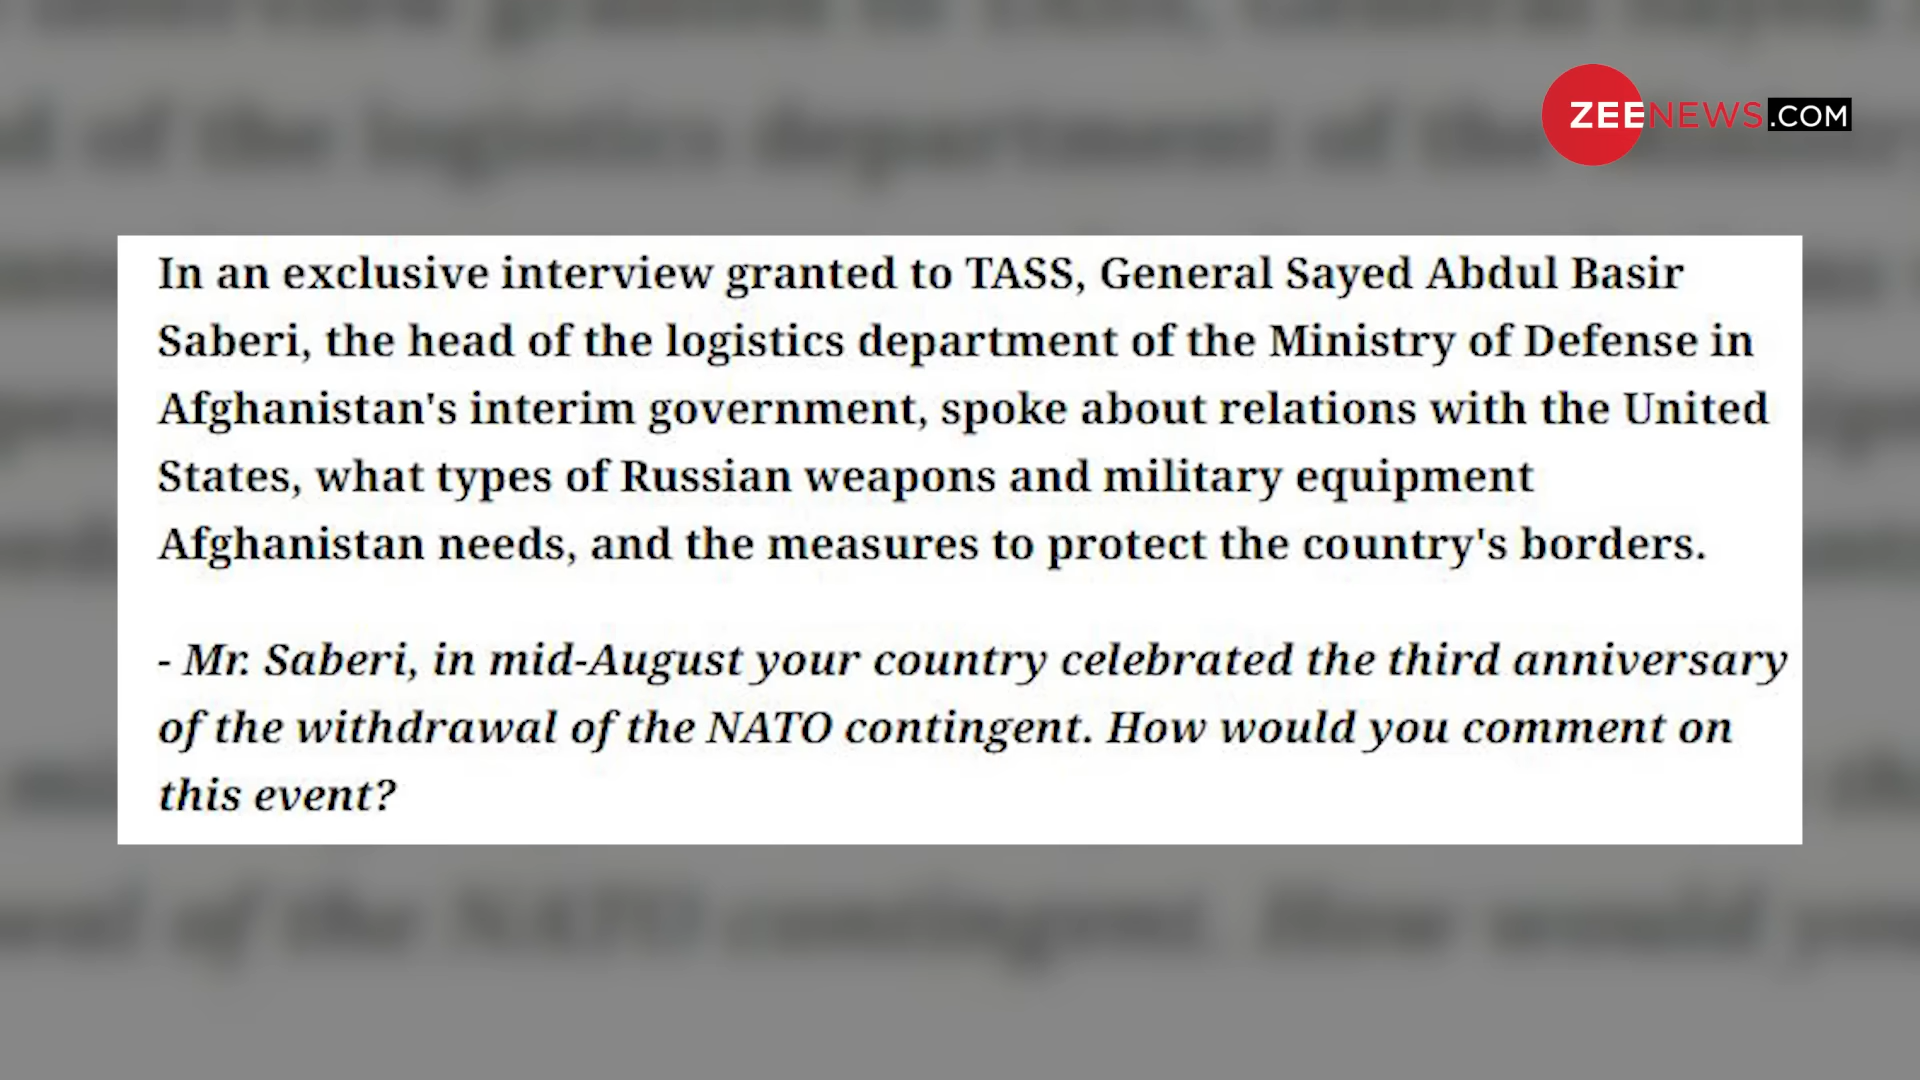 ZEENEWS.COM
In an exclusive interview granted to TASS, General Sayed Abdul Basir
Saberi, the head of the logistics department of the Ministry of Defense in
Afghanistan's interim government, spoke about relations with the United
States, what types of Russian weapons and military equipment
Afghanistan needs, and the measures to protect the country's borders.
- Mr. Saberi, in mid-August your country celebrated the third anniversary
of the withdrawal of the NATO contingent. How would you comment on
this event?